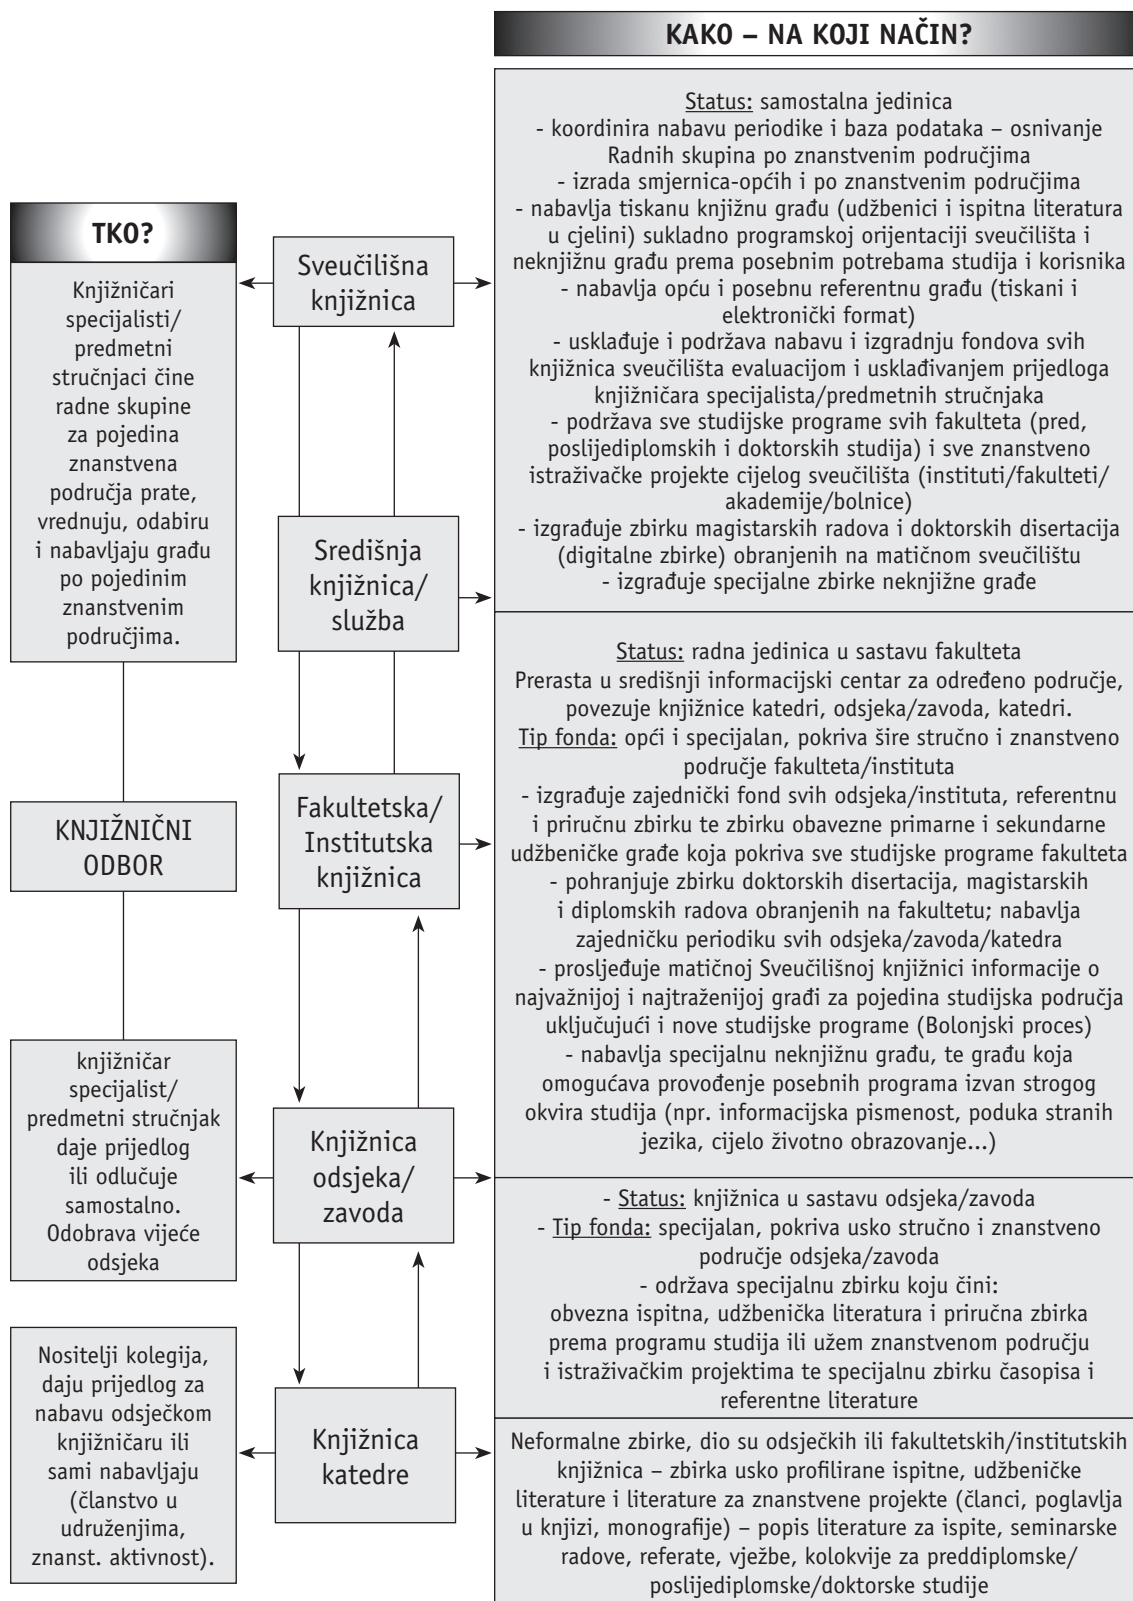 KAKO – NA KOJI NAČIN?
Status: samostalna jedinica
- koordinira nabavu periodike i baza podataka – osnivanje
Radnih skupina po znanstvenim područjima
- izrada smjernica-općih i po znanstvenim područjima
- nabavlja tiskanu knjižnu građu (udžbenici i ispitna literatura
u cjelini) sukladno programskoj orijentaciji sveučilišta i
neknjižnu građu prema posebnim potrebama studija i korisnika
- nabavlja opću i posebnu referentnu građu (tiskani i
elektronički format)
- usklađuje i podržava nabavu i izgradnju fondova svih
knjižnica sveučilišta evaluacijom i usklađivanjem prijedloga
knjižničara specijalista/predmetnih stručnjaka
- podržava sve studijske programe svih fakulteta (pred,
poslijediplomskih i doktorskih studija) i sve znanstveno
istraživačke projekte cijelog sveučilišta (instituti/fakulteti/
akademije/bolnice)
- izgrađuje zbirku magistarskih radova i doktorskih disertacija
(digitalne zbirke) obranjenih na matičnom sveučilištu
- izgrađuje specijalne zbirke neknjižne građe
TKO?
Knjižničari
specijalisti/
predmetni
stručnjaci čine
radne skupine
za pojedina
znanstvena
područja prate,
vrednuju, odabiru
i nabavljaju građu
po pojedinim
znanstvenim
područjima.
Sveučilišna
knjižnica
Središnja
knjižnica/
služba
Status: radna jedinica u sastavu fakulteta
Prerasta u središnji informacijski centar za određeno područje,
povezuje knjižnice katedri, odsjeka/zavoda, katedri.
Tip fonda: opći i specijalan, pokriva šire stručno i znanstveno
područje fakulteta/instituta
- izgrađuje zajednički fond svih odsjeka/instituta, referentnu
i priručnu zbirku te zbirku obavezne primarne i sekundarne
udžbeničke građe koja pokriva sve studijske programe fakulteta
- pohranjuje zbirku doktorskih disertacija, magistarskih
i diplomskih radova obranjenih na fakultetu; nabavlja
zajedničku periodiku svih odsjeka/zavoda/katedra
- prosljeđuje matičnoj Sveučilišnoj knjižnici informacije o
najvažnijoj i najtraženijoj građi za pojedina studijska područja
uključujući i nove studijske programe (Bolonjski proces)
- nabavlja specijalnu neknjižnu građu, te građu koja
omogućava provođenje posebnih programa izvan strogog
okvira studija (npr. informacijska pismenost, poduka stranih
jezika, cijelo životno obrazovanje...)
KNJIŽNIČNI
ODBOR
Fakultetska/
Institutska
knjižnica
knjižničar
specijalist/
predmetni stručnjak
daje prijedlog
ili odlučuje
samostalno.
Odobrava vijeće
odsjeka
Knjižnica
odsjeka/
zavoda
- Status: knjižnica u sastavu odsjeka/zavoda
- Tip fonda: specijalan, pokriva usko stručno i znanstveno
područje odsjeka/zavoda
- održava specijalnu zbirku koju čini:
obvezna ispitna, udžbenička literatura i priručna zbirka
prema programu studija ili užem znanstvenom području
i istraživačkim projektima te specijalnu zbirku časopisa i
referentne literature
Nositelji kolegija,
daju prijedlog za
nabavu odsječkom
knjižničaru ili
sami nabavljaju
(članstvo u
udruženjima,
znanst. aktivnost).
Knjižnica
katedre
Neformalne zbirke, dio su odsječkih ili fakultetskih/institutskih
knjižnica – zbirka usko profilirane ispitne, udžbeničke
literature i literature za znanstvene projekte (članci, poglavlja
u knjizi, monografije) – popis literature za ispite, seminarske
radove, referate, vježbe, kolokvije za preddiplomske/
poslijediplomske/doktorske studije